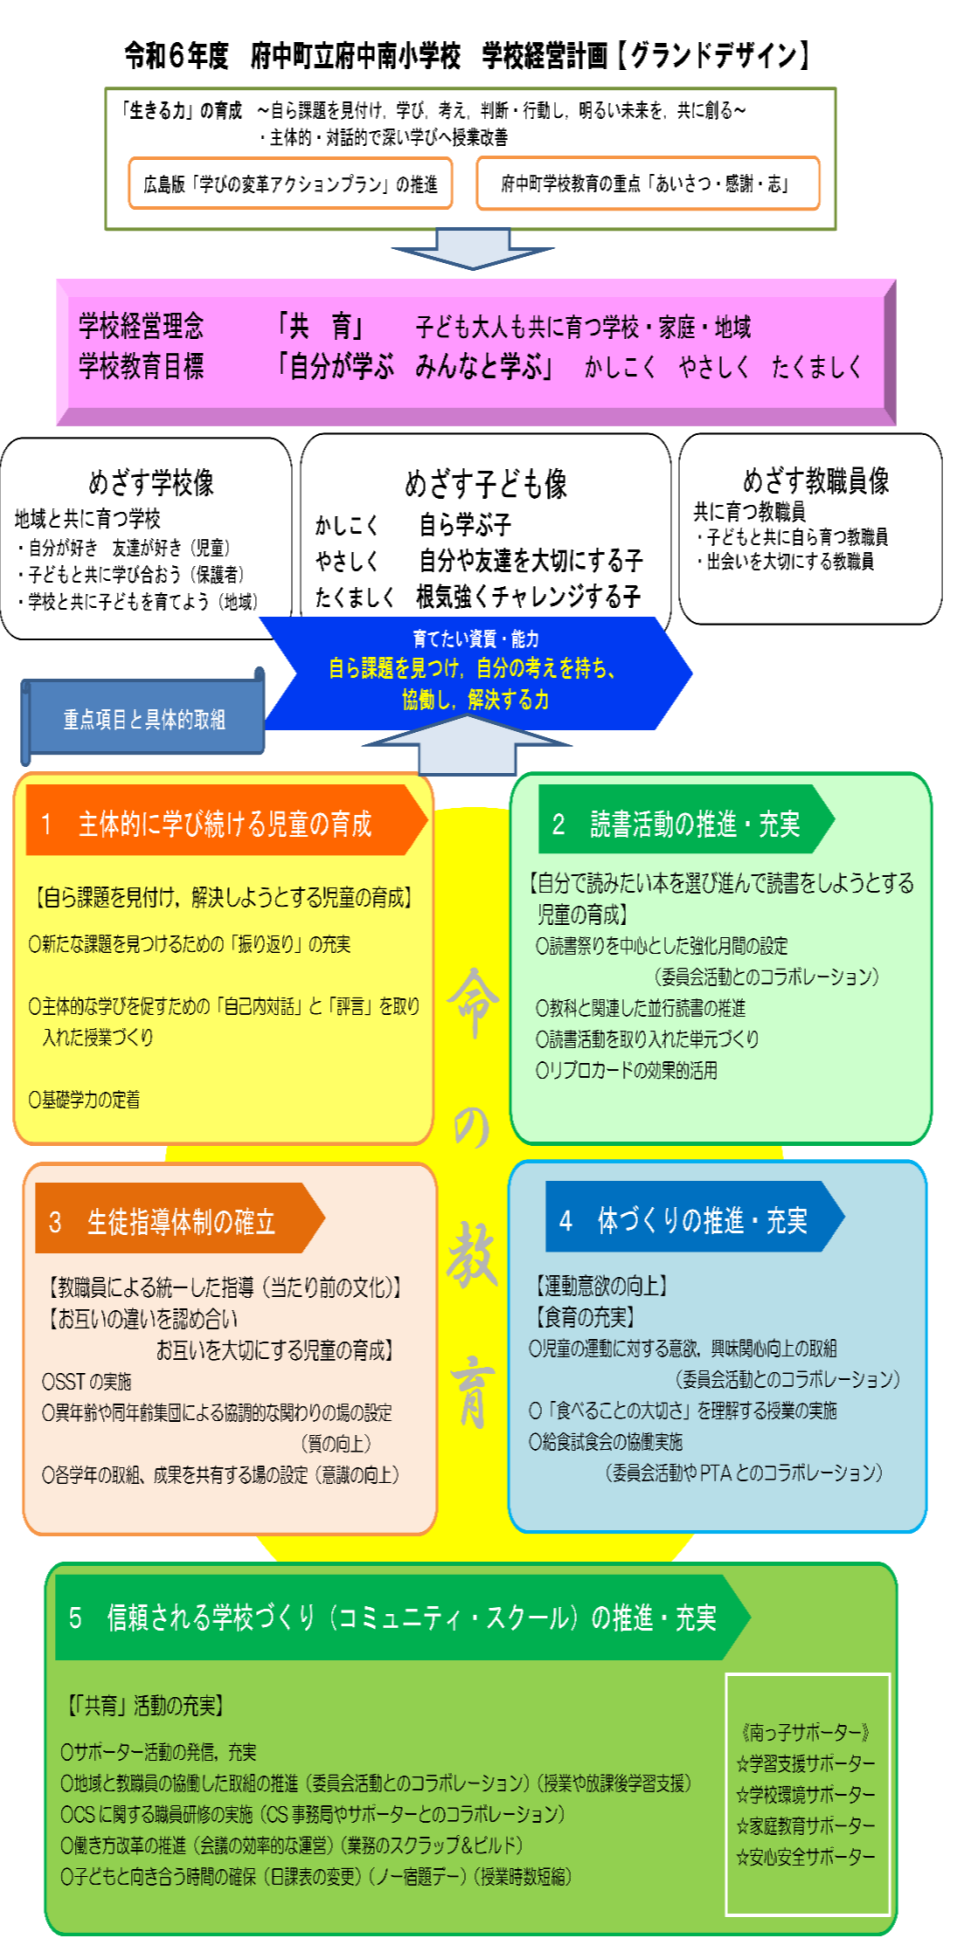 令和６年度　府中町立府中南小学校　学校経営計画【グランドデザイン】
「生きる力」の育成　～自ら課題を見付け，学び，考え，判断・行動し，明るい未来を，共に創る～
・主体的・対話的で深い学びへ授業改善
広島版「学びの変革アクションプラン」の推進
府中町学校教育の重点「あいさつ・感謝・志」
学校経営理念　「共　育」　子ども大人も共に育つ学校・家庭・地域
学校教育目標　「自分が学ぶ　みんなと学ぶ」　かしこく　やさしく　たくましく
めざす学校像
地域と共に育つ学校
・自分が好き　友達が好き（児童）
・子どもと共に学び合おう（保護者）
・学校と共に子どもを育てよう（地域）
めざす子ども像
かしこく　自ら学ぶ子
やさしく　自分や友達を大切にする子
たくましく　根気強くチャレンジする子
めざす教職員像
共に育つ教職員
・子どもと共に自ら育つ教職員
・出会いを大切にする教職員
育てたい資質・能力
自ら課題を見つけ，自分の考えを持ち、
協働し，解決する力
重点項目と具体的取組
１　主体的に学び続ける児童の育成
【自ら課題を見付け，解決しようとする児童の育成】
○新たな課題を見つけるための「振り返り」の充実
○主体的な学びを促すための「自己内対話」と「評言」を取り
入れた授業づくり
○基礎学力の定着
２　読書活動の推進・充実
【自分で読みたい本を選び進んで読書をしようとする
児童の育成】
○読書祭りを中心とした強化月間の設定
（委員会活動とのコラボレーション）
○教科と関連した並行読書の推進
○読書活動を取り入れた単元づくり
○リブロカードの効果的活用
命の教育
３　生徒指導体制の確立
【教職員による統一した指導（当たり前の文化）】
【お互いの違いを認め合い
お互いを大切にする児童の育成】
○SST の実施
○異年齢や同年齢集団による協調的な関わりの場の設定
（質の向上）
○各学年の取組、成果を共有する場の設定（意識の向上）
４　体づくりの推進・充実
【運動意欲の向上】
【食育の充実】
○児童の運動に対する意欲，興味関心向上の取組
（委員会活動とのコラボレーション）
○「食べることの大切さ」を理解する授業の実施
○給食試食会の協働実施
（委員会活動や PTA とのコラボレーション）
５　信頼される学校づくり（コミュニティ・スクール）の推進・充実
【「共育」活動の充実】
○サポーター活動の発信，充実
○地域と教職員の協働した取組の推進（委員会活動とのコラボレーション）（授業や放課後学習支援）
○CS に関する職員研修の実施（CS 事務局やサポーターとのコラボレーション）
○働き方改革の推進（会議の効率的な運営）（業務のスクラップ＆ビルド）
○子どもと向き合う時間の確保（日課表の変更）（ノー宿題デー）（授業時数短縮）
《南っ子サポーター》
☆学習支援サポーター
☆学校環境サポーター
☆家庭教育サポーター
☆安心安全サポーター